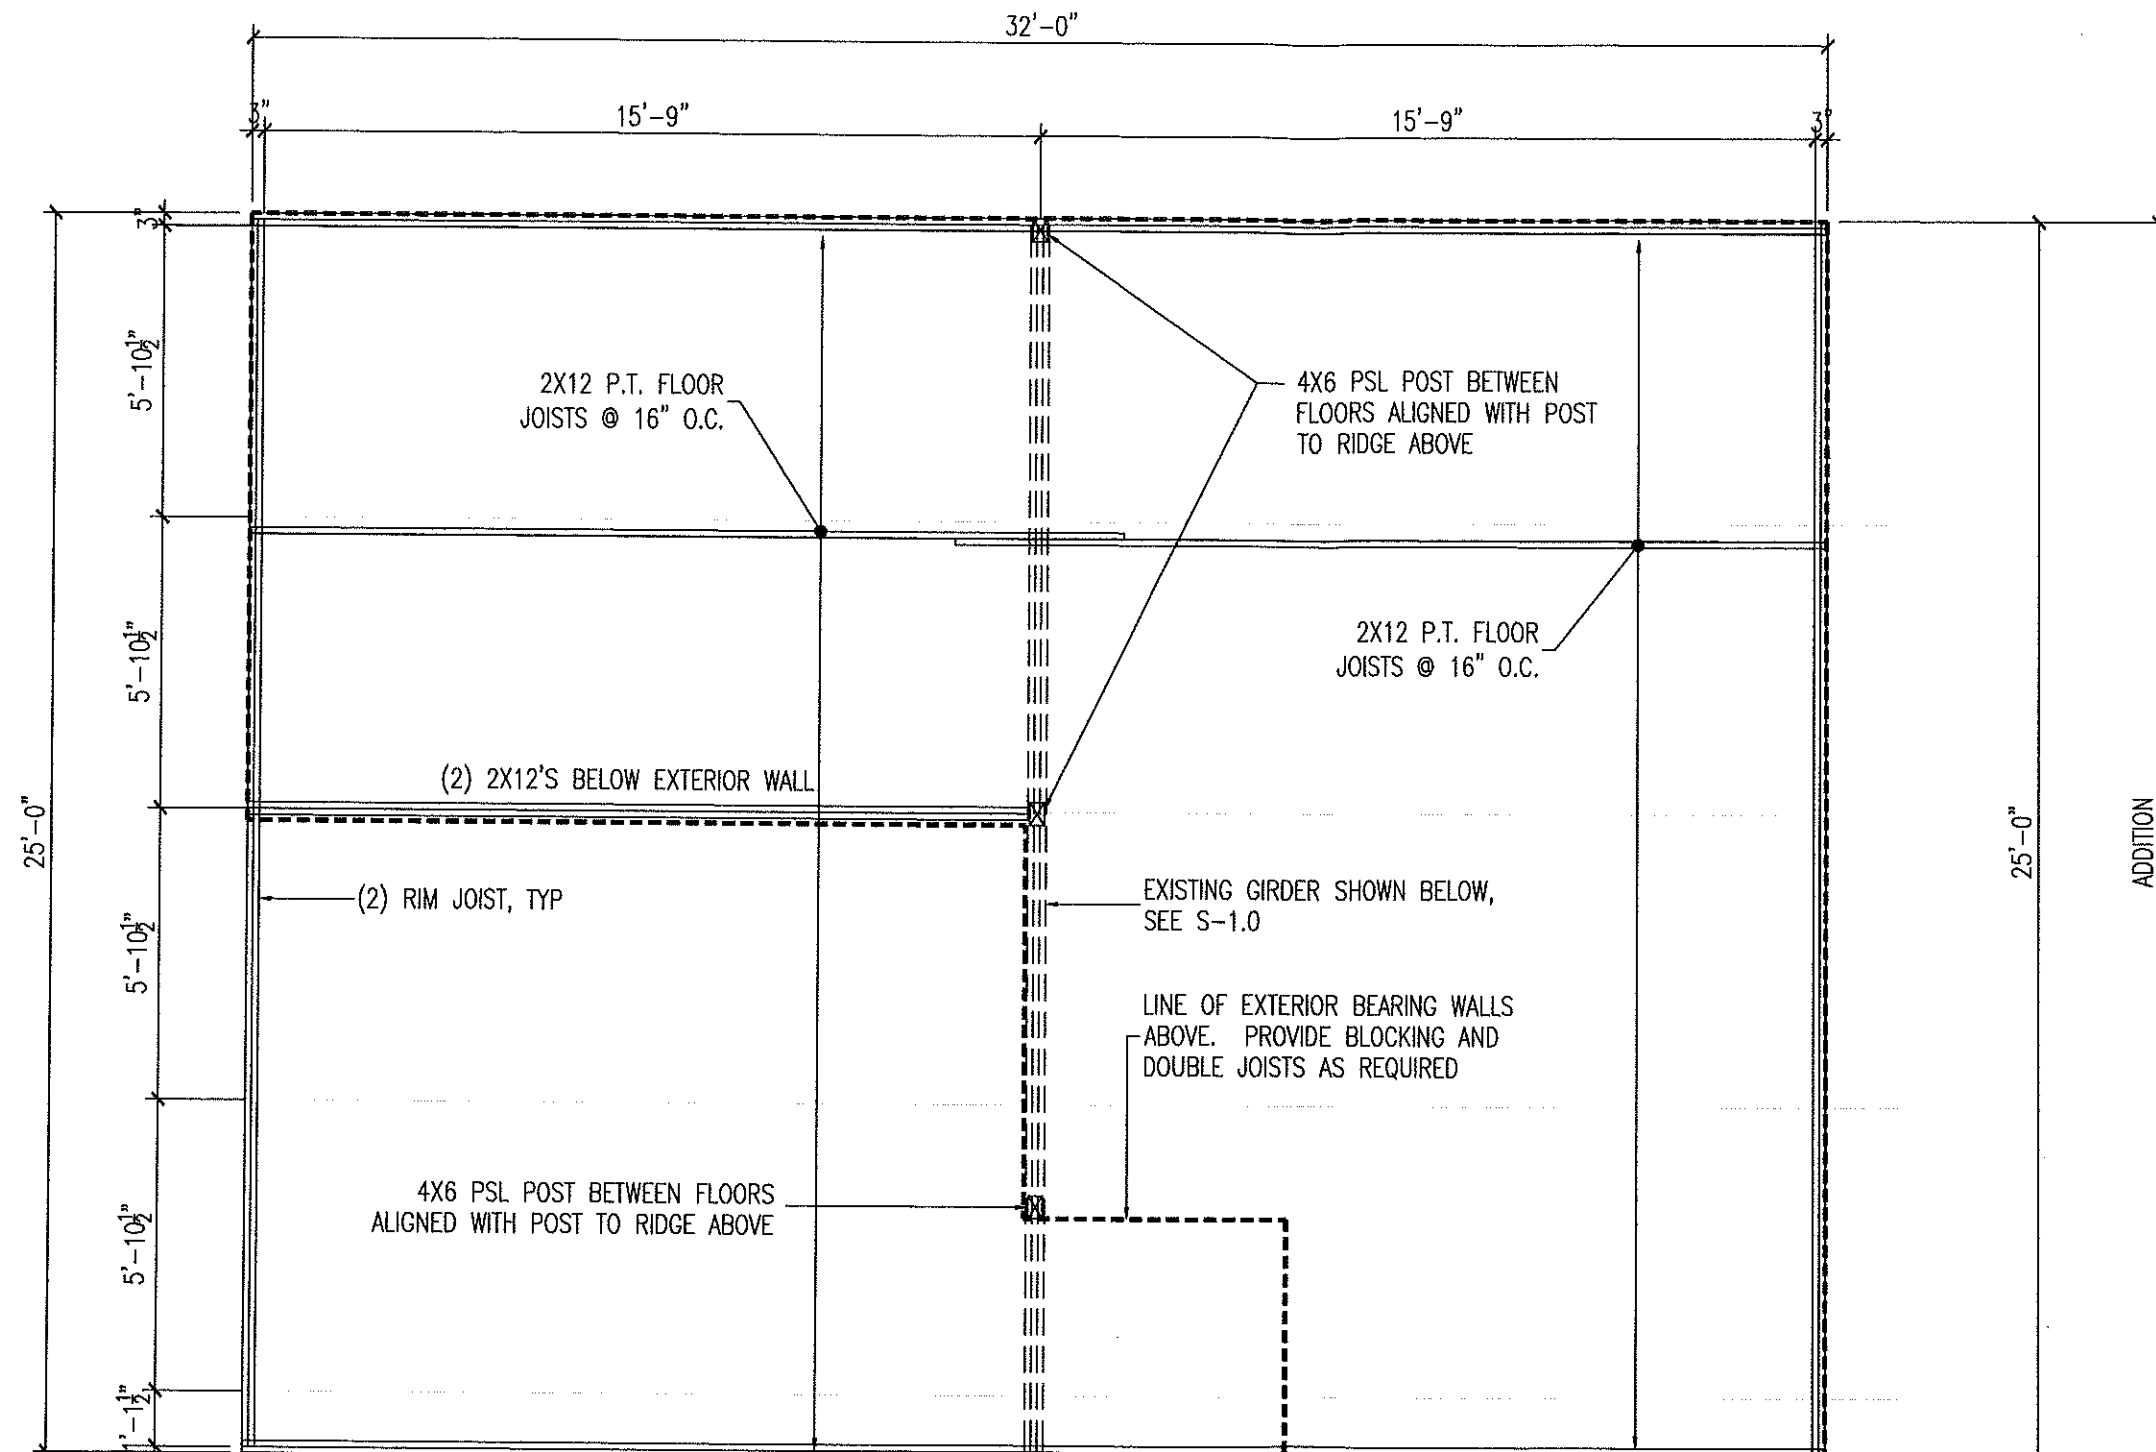 32'-0"
3"
15'-9"
15'-9"
3"
3"
5'-10½"
2X12 P.T. FLOOR
JOISTS @ 16" O.C.
4X6 PSL POST BETWEEN
FLOORS ALIGNED WITH POST
TO RIDGE ABOVE
5'-10½"
2X12 P.T. FLOOR
JOISTS @ 16" O.C.
(2) 2X12'S BELOW EXTERIOR WALL
25'-0"
25'-0"
ADDITION
(2) RIM JOIST, TYP
EXISTING GIRDER SHOWN BELOW,
SEE S-1.0
5'-10½"
LINE OF EXTERIOR BEARING WALLS
ABOVE. PROVIDE BLOCKING AND
DOUBLE JOISTS AS REQUIRED
4X6 PSL POST BETWEEN FLOORS
ALIGNED WITH POST TO RIDGE ABOVE
5'-10½"
1'-1½"